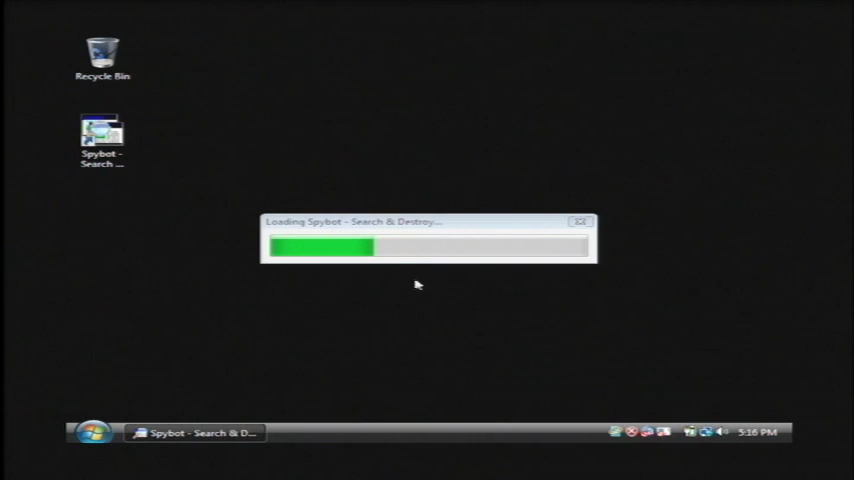 Recycle Bin
Spybot -
Search ...
Loading Spybot - Search & Destroy...
Spybot - Search & D...
5:16 PM